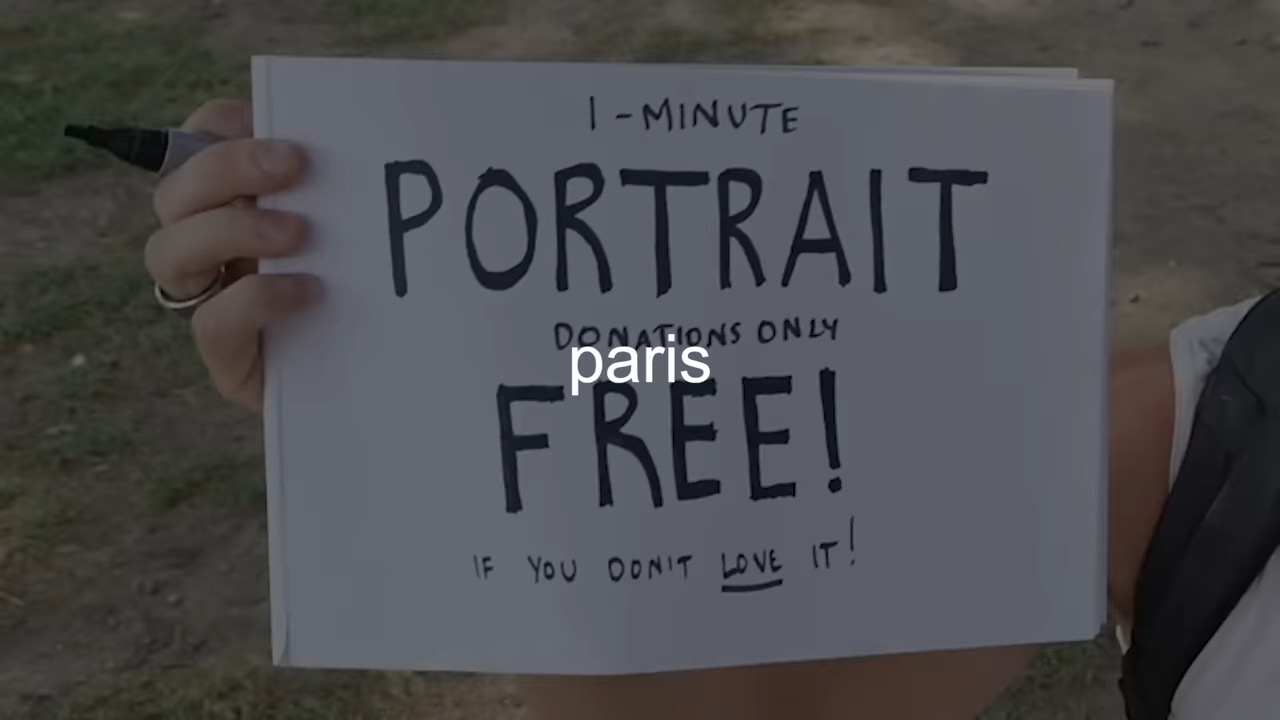 1-MINUTE
PORTRAIT
DONATIONS ONLY
paris
FREE!
IF YOU DON'T LOVE IT!